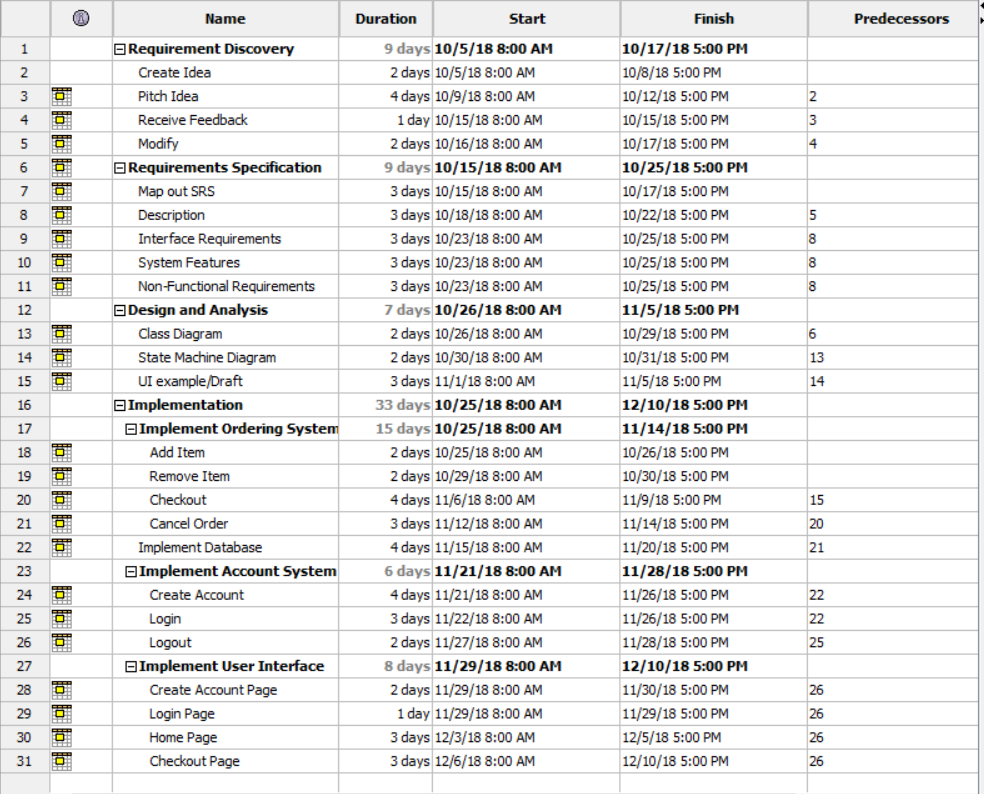 Name Duration Start Finish Predecessors
1 Requirement Discovery 9 days 10/5/18 8:00 AM 10/17/18 5:00 PM
2 Create Idea 2 days 10/5/18 8:00 AM 10/8/18 5:00 PM
3 Pitch Idea 4 days 10/9/18 8:00 AM 10/12/18 5:00 PM 2
4 Receive Feedback 1 day 10/15/18 8:00 AM 10/15/18 5:00 PM 3
5 Modify 2 days 10/16/18 8:00 AM 10/17/18 5:00 PM 4
6 Requirements Specification 9 days 10/15/18 8:00 AM 10/25/18 5:00 PM
7 Map out SRS 3 days 10/15/18 8:00 AM 10/17/18 5:00 PM
8 Description 3 days 10/18/18 8:00 AM 10/22/18 5:00 PM 5
9 Interface Requirements 3 days 10/23/18 8:00 AM 10/25/18 5:00 PM 8
10 System Features 3 days 10/23/18 8:00 AM 10/25/18 5:00 PM 8
11 Non-Functional Requirements 3 days 10/23/18 8:00 AM 10/25/18 5:00 PM 8
12 Design and Analysis 7 days 10/26/18 8:00 AM 11/5/18 5:00 PM
13 Class Diagram 2 days 10/26/18 8:00 AM 10/29/18 5:00 PM 6
14 State Machine Diagram 2 days 10/30/18 8:00 AM 10/31/18 5:00 PM 13
15 UI example/Draft 3 days 11/1/18 8:00 AM 11/5/18 5:00 PM 14
16 Implementation 33 days 10/25/18 8:00 AM 12/10/18 5:00 PM
17 Implement Ordering System 15 days 10/25/18 8:00 AM 11/14/18 5:00 PM
18 Add Item 2 days 10/25/18 8:00 AM 10/26/18 5:00 PM
19 Remove Item 2 days 10/29/18 8:00 AM 10/30/18 5:00 PM
20 Checkout 4 days 11/6/18 8:00 AM 11/9/18 5:00 PM 15
21 Cancel Order 3 days 11/12/18 8:00 AM 11/14/18 5:00 PM 20
22 Implement Database 4 days 11/15/18 8:00 AM 11/20/18 5:00 PM 21
23 Implement Account System 6 days 11/21/18 8:00 AM 11/28/18 5:00 PM
24 Create Account 4 days 11/21/18 8:00 AM 11/26/18 5:00 PM 22
25 Login 3 days 11/22/18 8:00 AM 11/26/18 5:00 PM 22
26 Logout 2 days 11/27/18 8:00 AM 11/28/18 5:00 PM 25
27 Implement User Interface 8 days 11/29/18 8:00 AM 12/10/18 5:00 PM
28 Create Account Page 2 days 11/29/18 8:00 AM 11/30/18 5:00 PM 26
29 Login Page 1 day 11/29/18 8:00 AM 11/29/18 5:00 PM 26
30 Home Page 3 days 12/3/18 8:00 AM 12/5/18 5:00 PM 26
31 Checkout Page 3 days 12/6/18 8:00 AM 12/10/18 5:00 PM 26